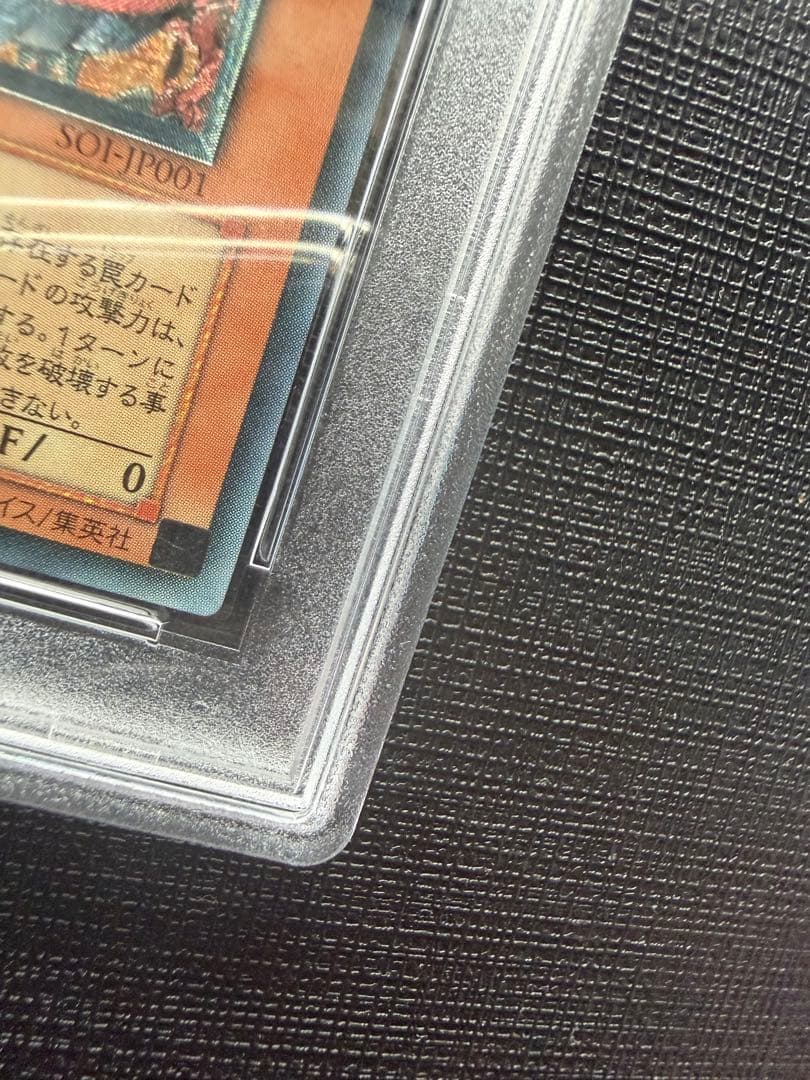 SOI-JP001
存在する罠カード
ードの攻撃力は、
する。1ターンに
枚を破壊する事
きない。
F/ 0
イス/集英社